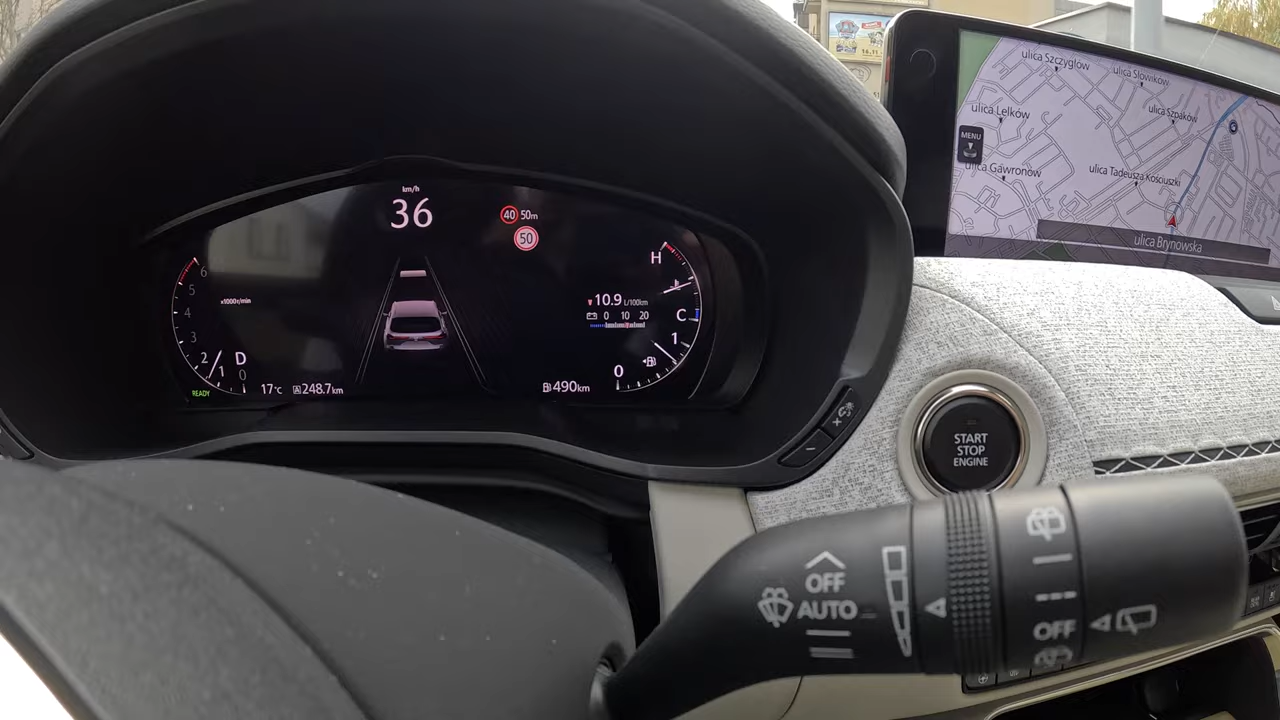 km/h
36
40 50m
50
6
5
4
3
2
1
0
x1000r/min
D
READY
17°C
A 248.7km
10.9 L/100km
0 10 20
490km
H
C
1
0
MENU
ulica Szczygłów
ulica Słowików
ulica Lelków
ulica Szpaków
ulica Gawronów
ulica Tadeusza Kościuszki
ulica Brynowska
START
STOP
ENGINE
OFF
AUTO
OFF